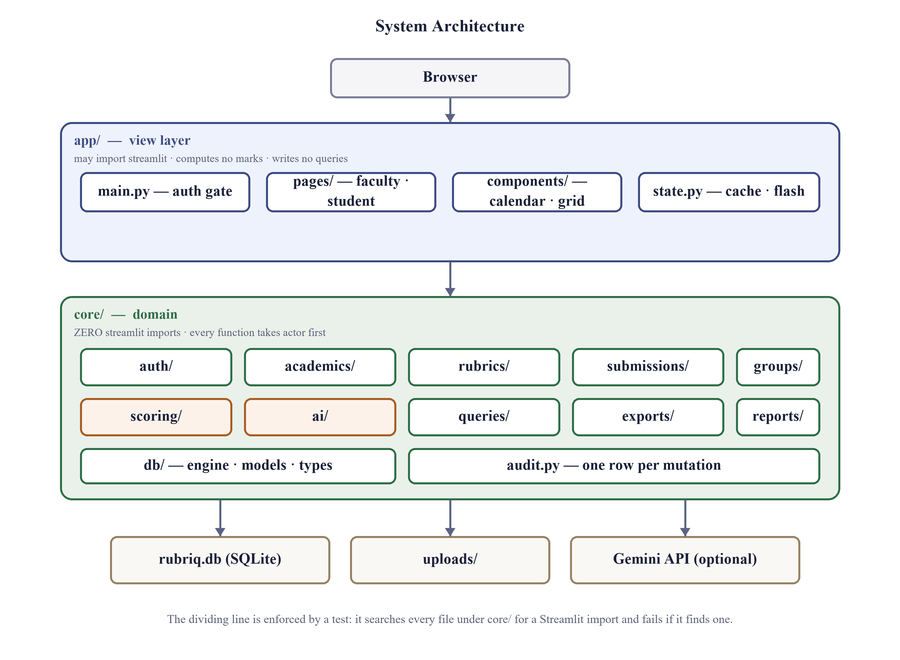 System Architecture
Browser
app/ — view layer
may import streamlit · computes no marks · writes no queries
main.py — auth gate
pages/ — faculty ·
student
components/ —
calendar · grid
state.py — cache · flash
core/ — domain
ZERO streamlit imports · every function takes actor first
auth/
academics/
rubrics/
submissions/
groups/
scoring/
ai/
queries/
exports/
reports/
db/ — engine · models · types
audit.py — one row per mutation
rubriq.db (SQLite)
uploads/
Gemini API (optional)
The dividing line is enforced by a test: it searches every file under core/ for a Streamlit import and fails if it finds one.